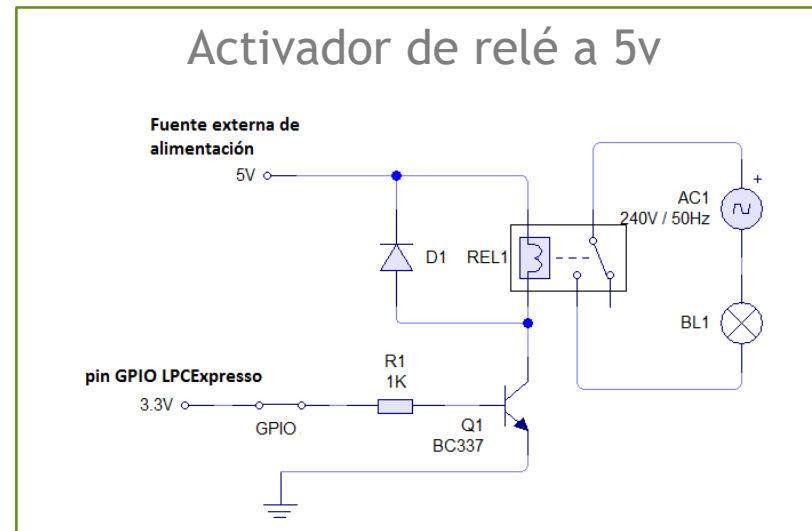 Activador de relé a 5v
Fuente externa de
alimentación
5V
D1
REL1
AC1
240V / 50Hz
+
BL1
R1
1K
pin GPIO LPCExpresso
3.3V
GPIO
Q1
BC337